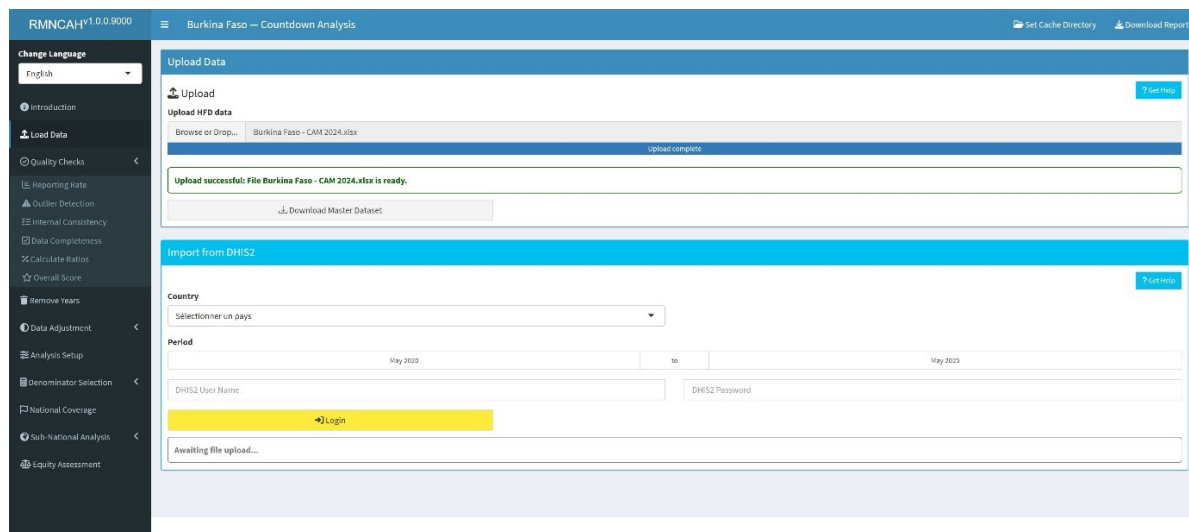 RMNCAH v1.0.0.9000
Burkina Faso — Countdown Analysis
Set Cache Directory
Download Report
Change Language
English
Introduction
Load Data
Quality Checks
Reporting Rate
Outlier Detection
Internal Consistency
Data Completeness
Calculate Ratios
Overall Score
Remove Years
Data Adjustment
Analysis Setup
Denominator Selection
National Coverage
Sub-National Analysis
Equity Assessment
Upload Data
Upload
? Get Help
Upload HFD data
Browse or Drop... Burkina Faso - CAM 2024.xlsx
Upload complete
Upload successful: File Burkina Faso - CAM 2024.xlsx is ready.
Download Master Dataset
Import from DHIS2
? Get Help
Country
Sélectionner un pays
Period
May 2020 to May 2025
DHIS2 User Name
DHIS2 Password
Login
Awaiting file upload...